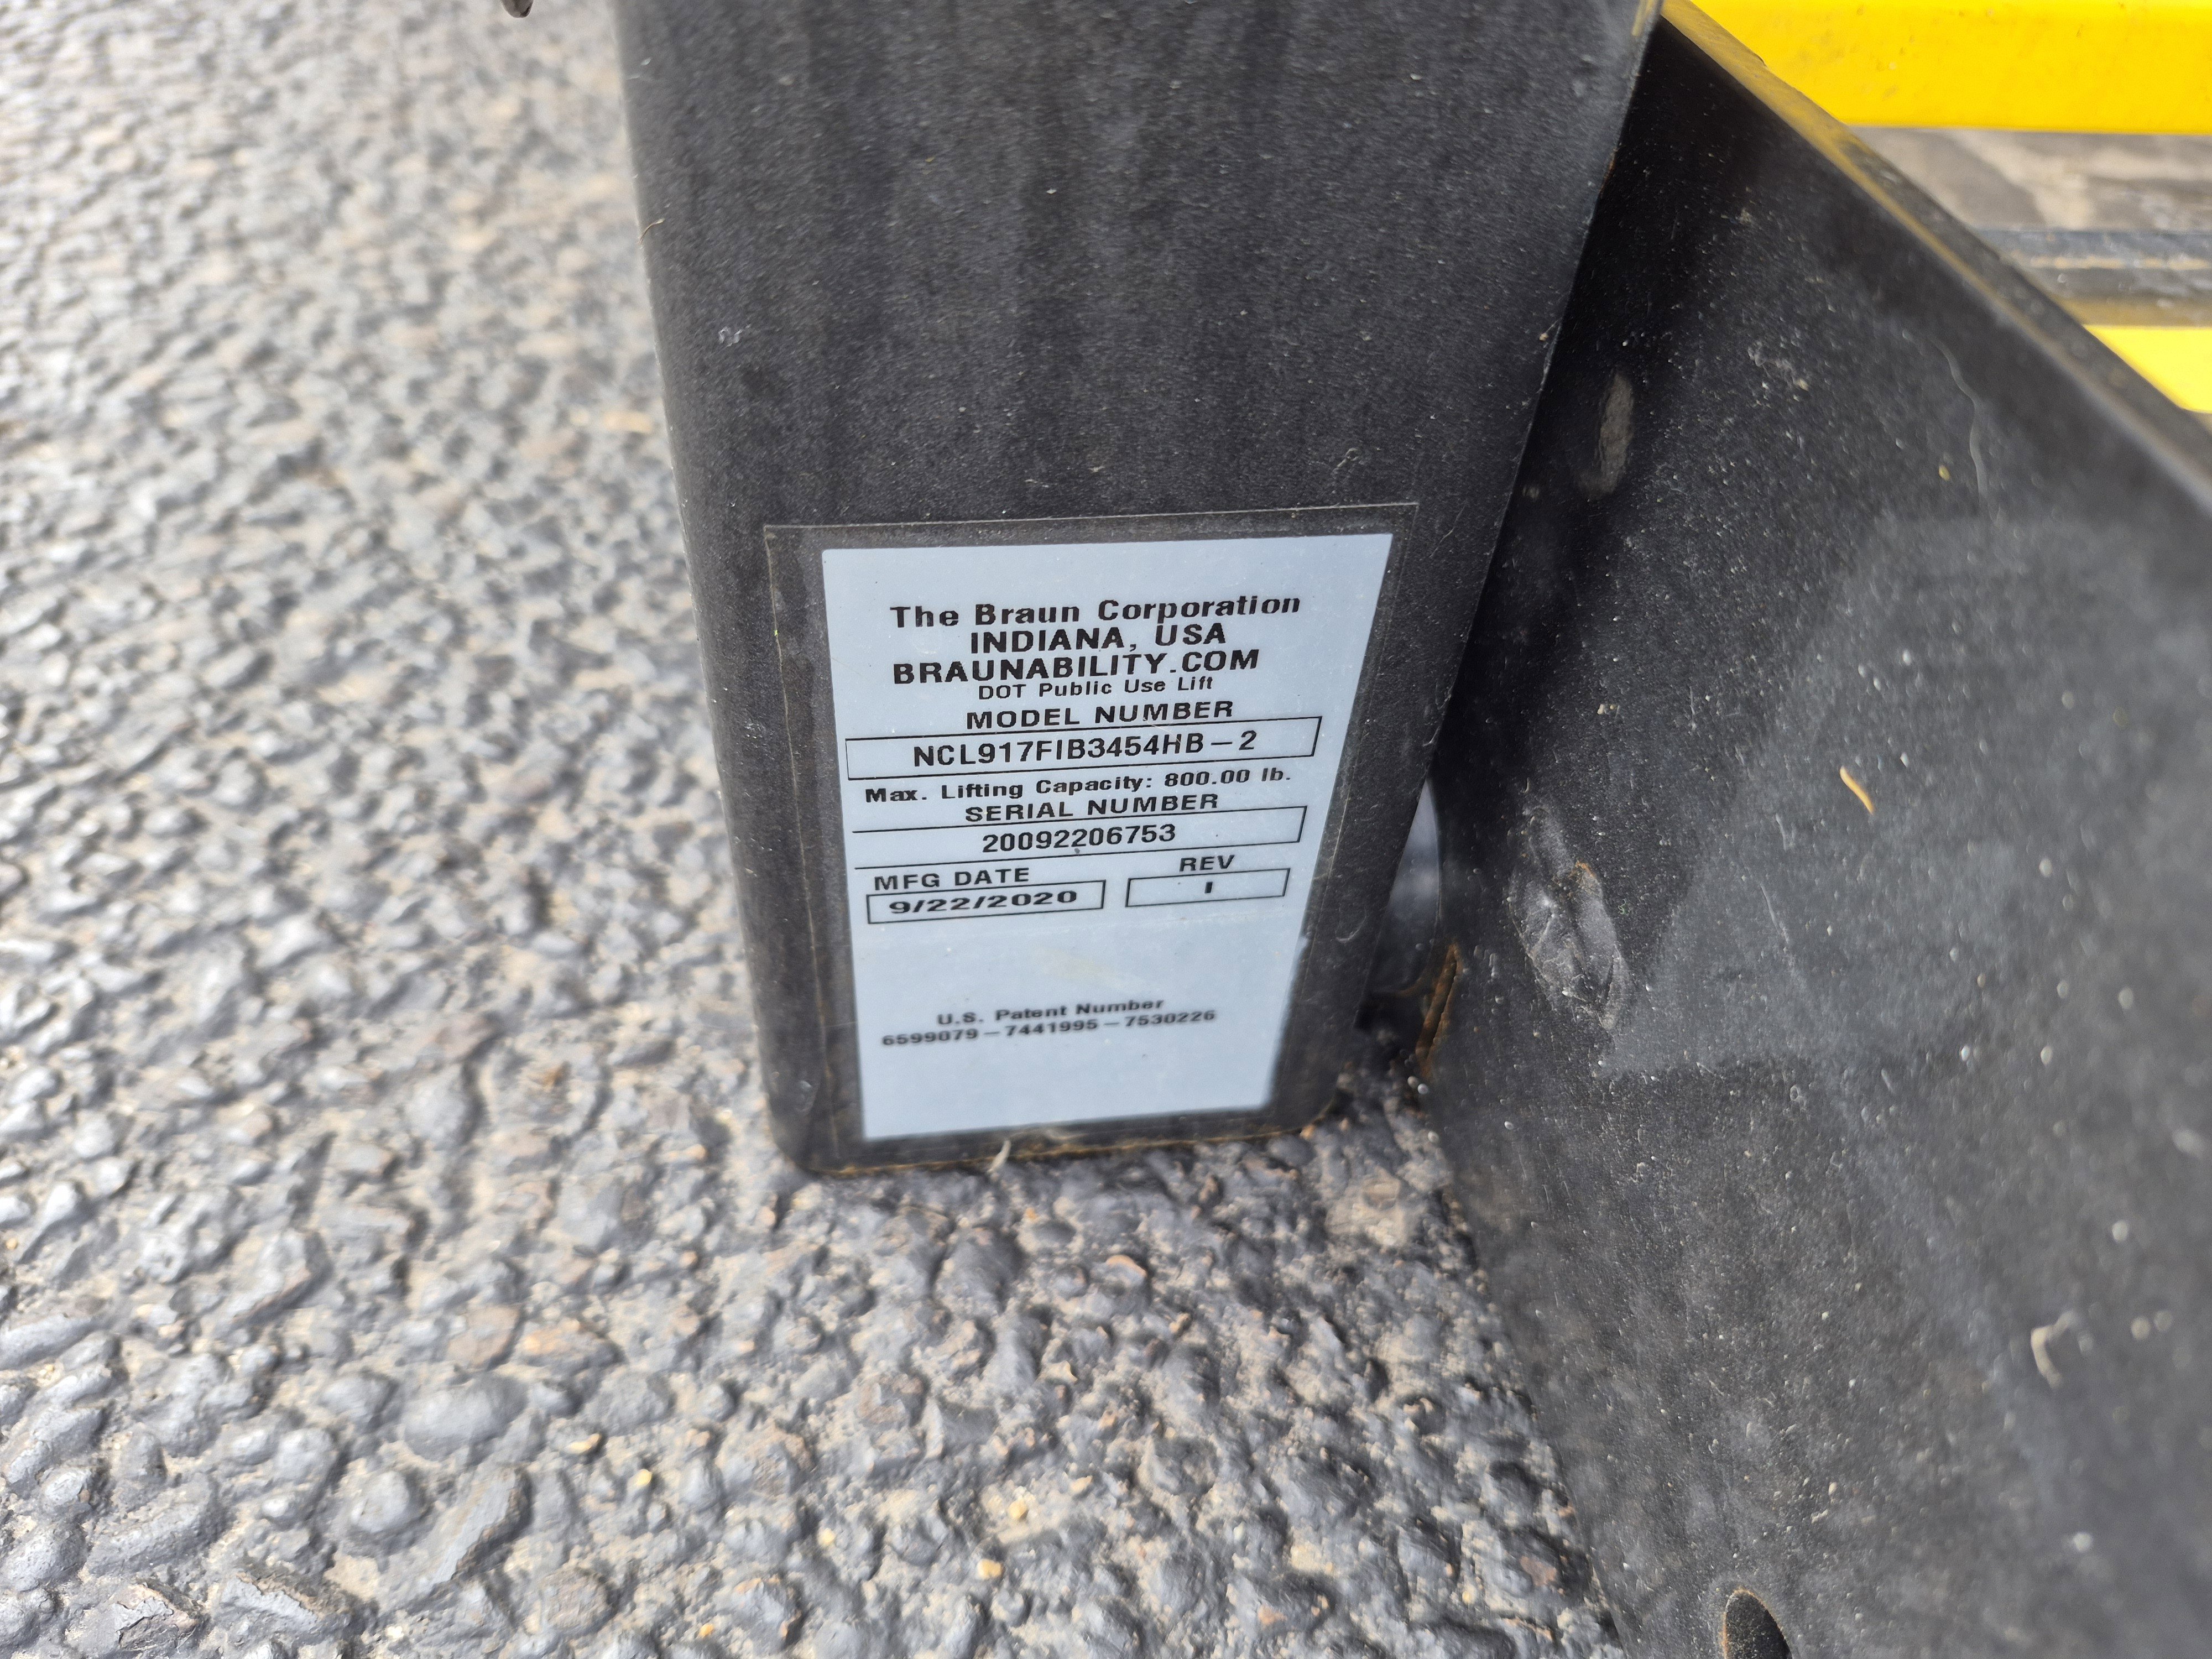 The Braun Corporation
INDIANA, USA
BRAUNABILITY.COM
DOT Public Use Lift
MODEL NUMBER
NCL917FIB3454HB-2
Max. Lifting Capacity: 800.00 lb.
SERIAL NUMBER
20092206753
MFG DATE REV
9/22/2020 I
U.S. Patent Number
6599079-7441995-7530226